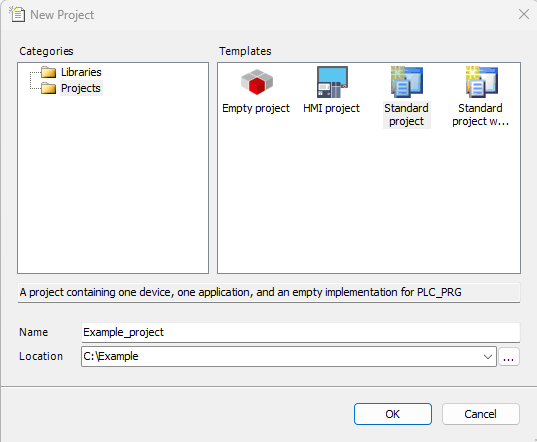 New Project
Categories
Templates
Libraries
Projects
Empty project
HMI project
Standard
project
Standard
project w...
A project containing one device, one application, and an empty implementation for PLC_PRG
Name
Example_project
Location
C:\Example
...
OK
Cancel